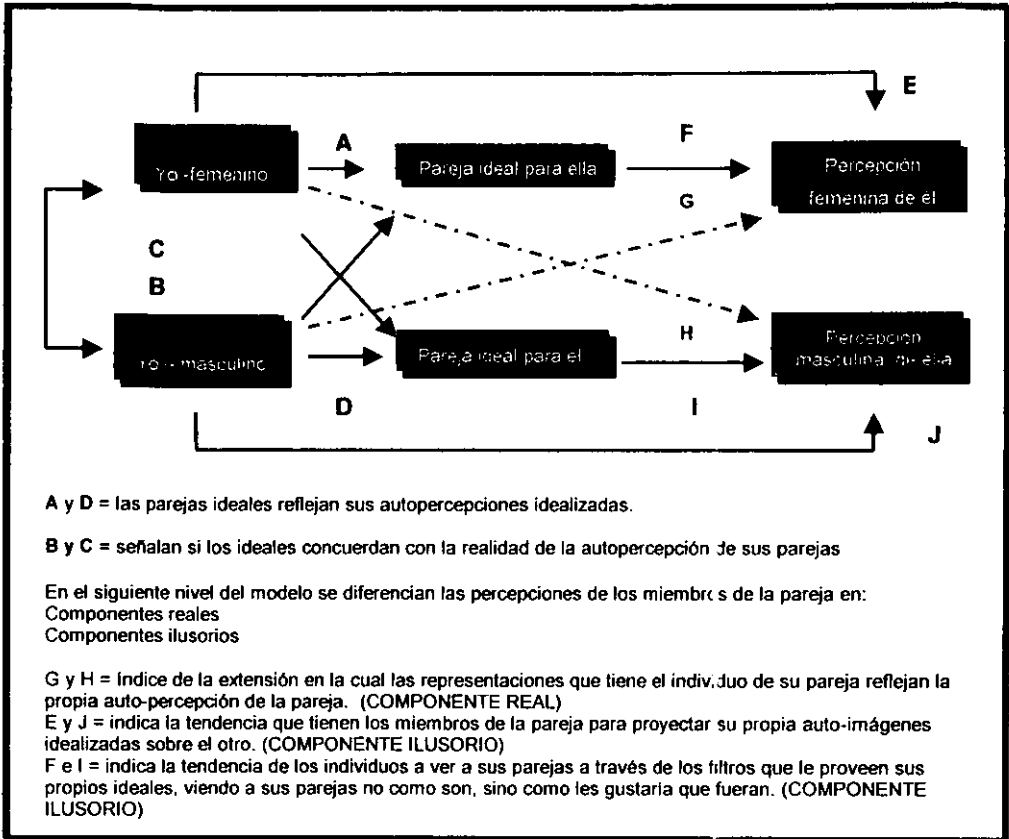 E
A
F
Yo -femenino
Pareja ideal para ella
Percepción
femenina de él
G
C
B
H
Yo - masculino
Pareja ideal para el
Percepción
masculina de ella
D
I
J
A y D = las parejas ideales reflejan sus autopercepciones idealizadas.
B y C = señalan si los ideales concuerdan con la realidad de la autopercepción de sus parejas
En el siguiente nivel del modelo se diferencian las percepciones de los miembros de la pareja en:
Componentes reales
Componentes ilusorios
G y H = índice de la extensión en la cual las representaciones que tiene el individuo de su pareja reflejan la
propia auto-percepción de la pareja. (COMPONENTE REAL)
E y J = indica la tendencia que tienen los miembros de la pareja para proyectar su propia auto-imágenes
idealizadas sobre el otro. (COMPONENTE ILUSORIO)
F e I = indica la tendencia de los individuos a ver a sus parejas a través de los filtros que le proveen sus
propios ideales, viendo a sus parejas no como son, sino como les gustaria que fueran. (COMPONENTE
ILUSORIO)